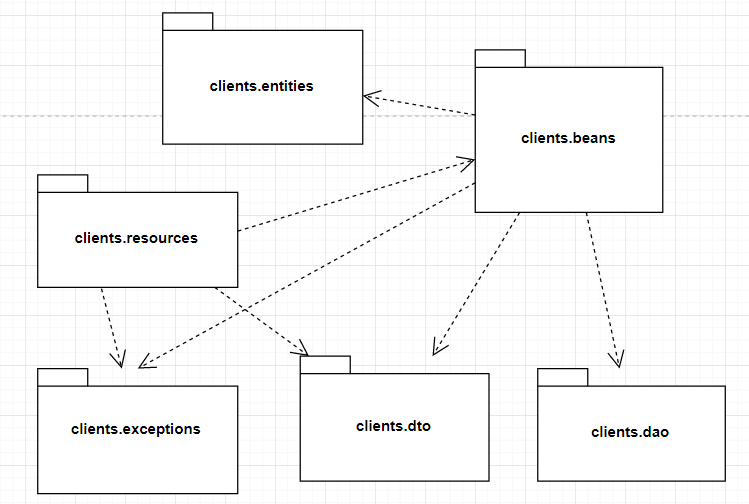 clients.entities
clients.beans
clients.resources
clients.exceptions
clients.dto
clients.dao